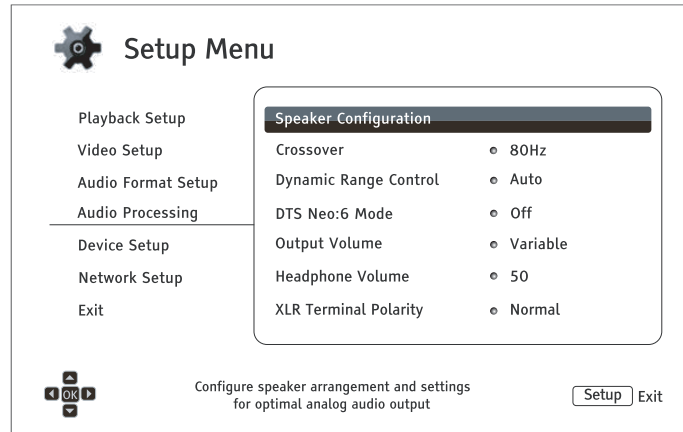 Setup Menu
Playback Setup
Video Setup
Audio Format Setup
Audio Processing
Device Setup
Network Setup
Exit
Speaker Configuration
Crossover 80Hz
Dynamic Range Control Auto
DTS Neo:6 Mode Off
Output Volume Variable
Headphone Volume 50
XLR Terminal Polarity Normal
OK
Configure speaker arrangement and settings
for optimal analog audio output
Setup Exit